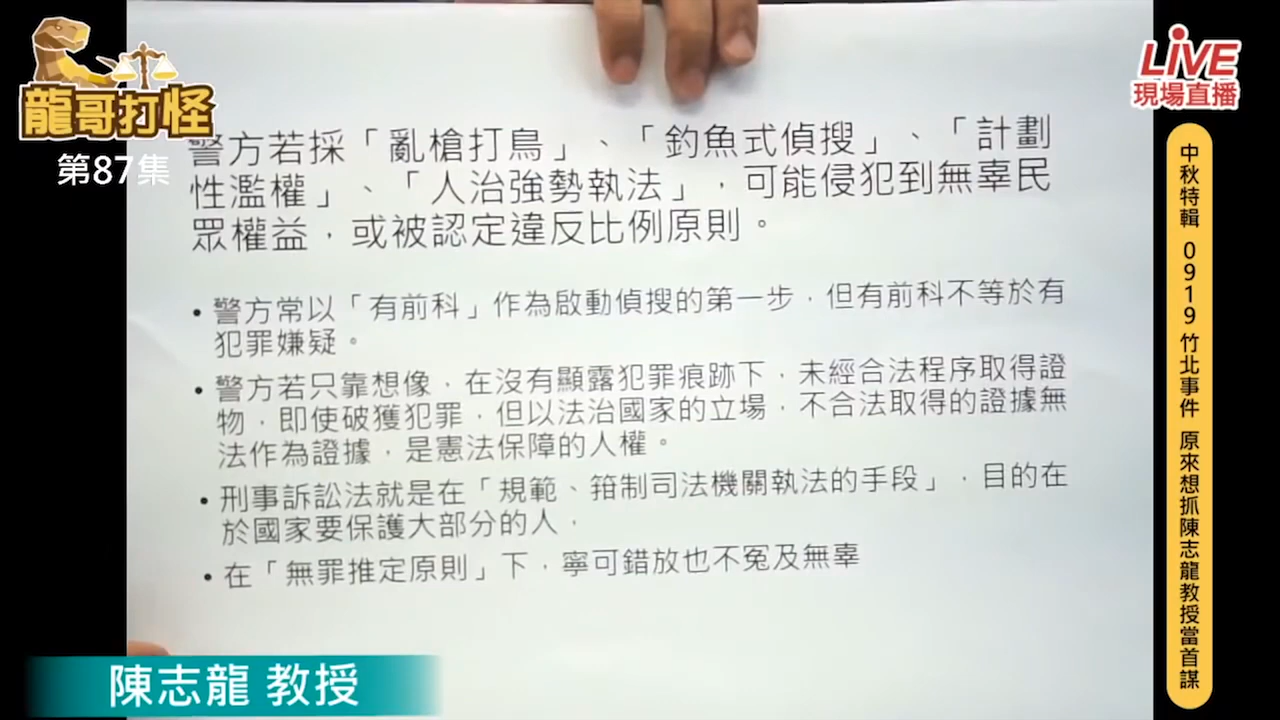 龍哥打怪
第87集
LiVE
現場直播
中秋特輯 0919竹北事件 原來想抓陳志龍教授當首謀
警方若採「亂槍打鳥」、「釣魚式偵搜」、「計劃
性濫權」、「人治強勢執法」，可能侵犯到無辜民
眾權益，或被認定違反比例原則。
•警方常以「有前科」作為啟動偵搜的第一步，但有前科不等於有
犯罪嫌疑。
•警方若只靠想像，在沒有顯露犯罪痕跡下，未經合法程序取得證
物，即使破獲犯罪，但以法治國家的立場，不合法取得的證據無
法作為證據，是憲法保障的人權。
•刑事訴訟法就是在「規範、箝制司法機關執法的手段」，目的在
於國家要保護大部分的人，
•在「無罪推定原則」下，寧可錯放也不冤及無辜
陳志龍 教授